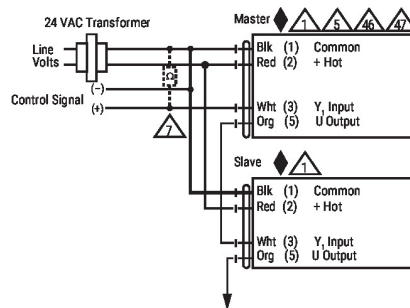 24 VAC Transformer
Line
Volts
Control Signal
(–)
(+)
Ω
7
Master
1
5
46
47
Blk (1) Common
Red (2) + Hot
Wht (3) Y₁ Input
Org (5) U Output
Slave
1
Blk (1) Common
Red (2) + Hot
Wht (3) Y₁ Input
Org (5) U Output